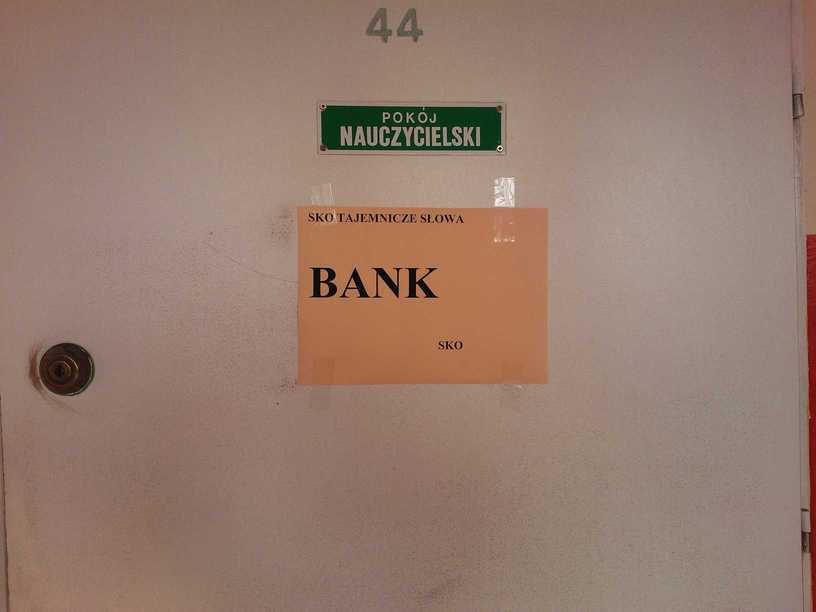 44
POKÓJ
NAUCZYCIELSKI
SKO TAJEMNICZE SŁOWA
BANK
SKO